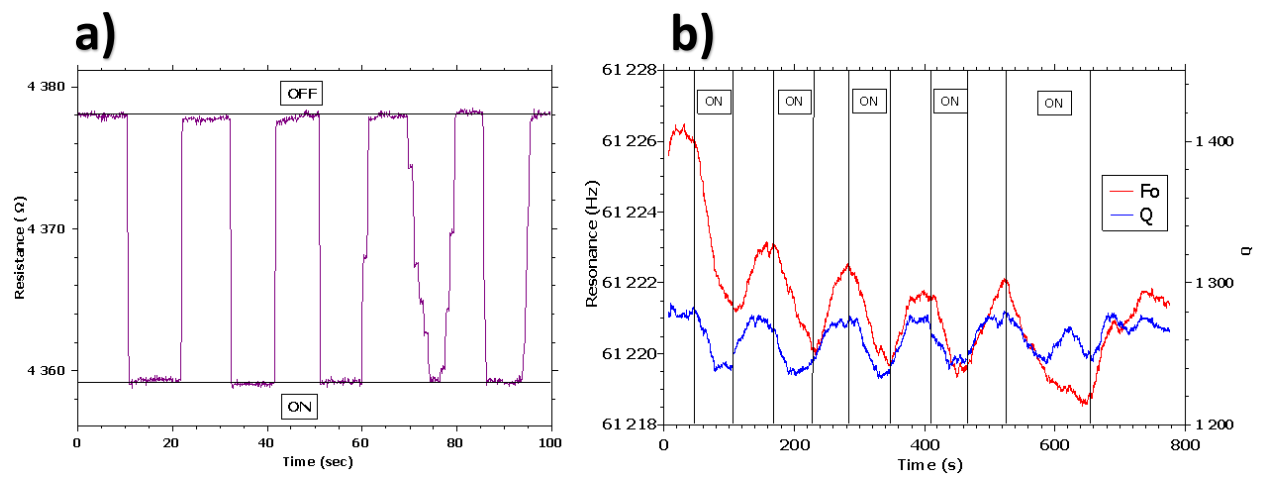 a)
4 380
4 370
4 360
Resistance ( Ω)
OFF
ON
0 20 40 60 80 100
Time (sec)
b)
61 228
61 226
61 224
61 222
61 220
61 218
Resonance (Hz)
ON ON ON ON ON
Fo
Q
1 400
1 300
1 200
Q
0 200 400 600 800
Time (s)